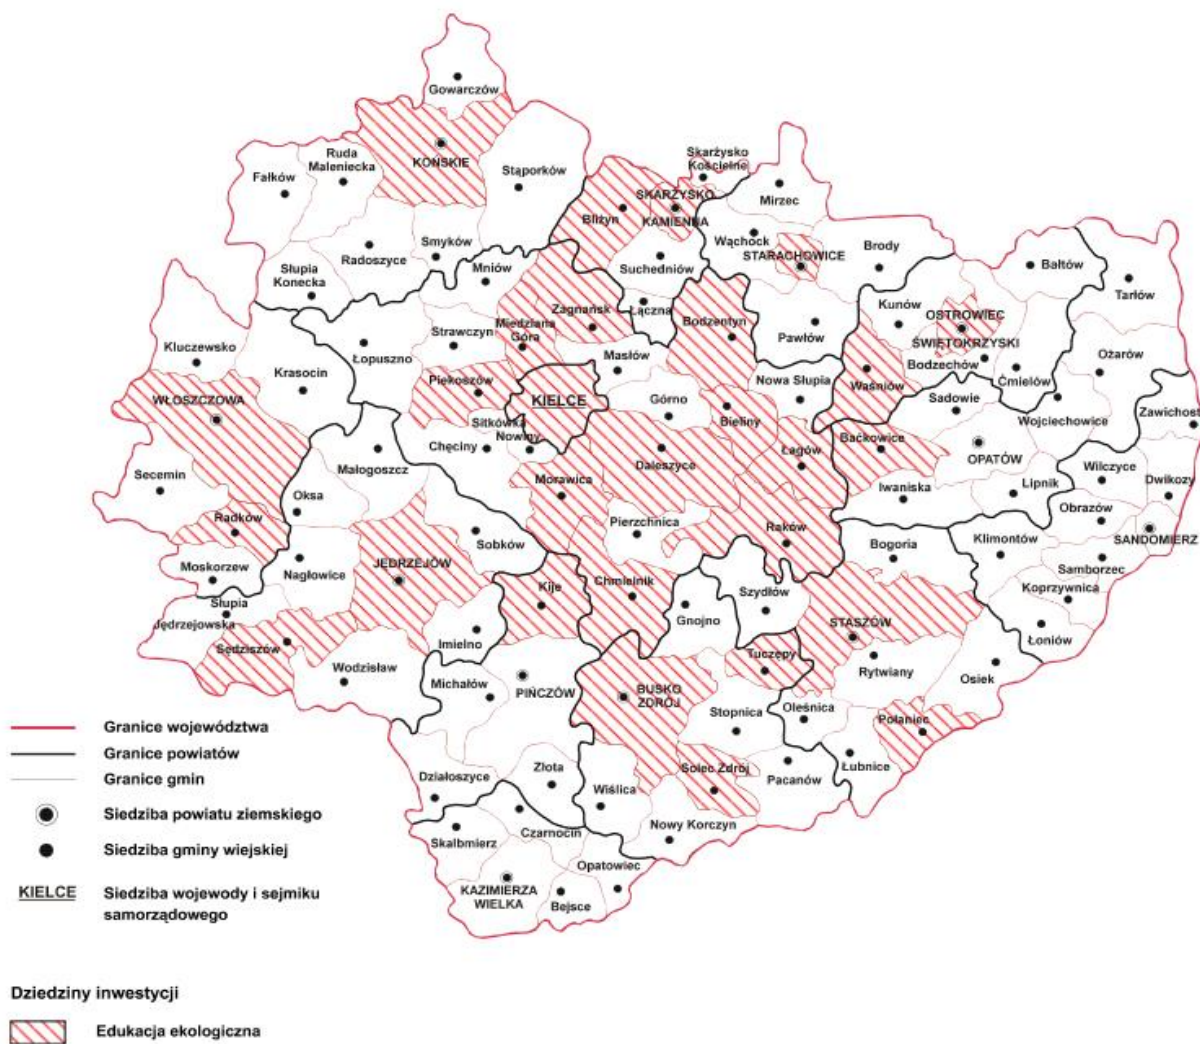 Gowarczów
KOŃSKIE
Ruda
Maleniecka
Fałków
Stąporków
Skarżysko
Kościelne
Mirzec
SKARŻYSKO
KAMIENNA
Bliżyn
Wąchock
STARACHOWICE
Brody
Smyków
Radoszyce
Słupia
Konecka
Mniów
Suchedniów
Bałtów
Tarłów
Zagnańsk
Łączna
Kunów
OSTROWIEC
ŚWIĘTOKRZYSKI
Strawczyn
Miedziana
Góra
Bodzentyn
Pawłów
Kluczewsko
Łopuszno
Masłów
Bodzechów
Ożarów
Krasocin
Piekoszów
Nowa Słupia
Waśniów
Ćmielów
WŁOSZCZOWA
KIELCE
Górno
Sadowie
Zawichost
Sitkówka
Nowiny
Bieliny
Wojciechowice
Chęciny
Baćkowice
Małogoszcz
Daleszyce
Łagów
OPATÓW
Secemin
Morawica
Wilczyce
Dwikozy
Oksa
Iwaniska
Lipnik
Radków
Pierzchnica
Raków
Obrazów
Sobków
Bogoria
Klimontów
SANDOMIERZ
Moskorzew
Nagłowice
JĘDRZEJÓW
Samborzec
Kije
Chmielnik
Koprzywnica
Słupia
Jędrzejowska
Szydłów
Gnojno
STASZÓW
Łoniów
Imielno
Sędziszów
Tuczępy
Wodzisław
Rytwiany
Osiek
Michałów
PIŃCZÓW
BUSKO
ZDRÓJ
Stopnica
Oleśnica
Połaniec
Granice województwa
Granice powiatów
Łubnice
Solec Zdrój
Granice gmin
Działoszyce
Złota
Pacanów
Wiślica
Siedziba powiatu ziemskiego
Nowy Korczyn
Czarnocin
Skalbmierz
Siedziba gminy wiejskiej
Opatowiec
KAZIMIERZA
WIELKA
Bejsce
KIELCE Siedziba wojewody i sejmiku
samorządowego
Dziedziny inwestycji
Edukacja ekologiczna